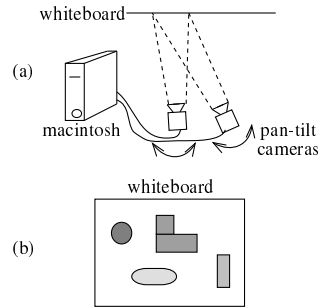 whiteboard
(a)
macintosh
pan-tilt
cameras
whiteboard
(b)